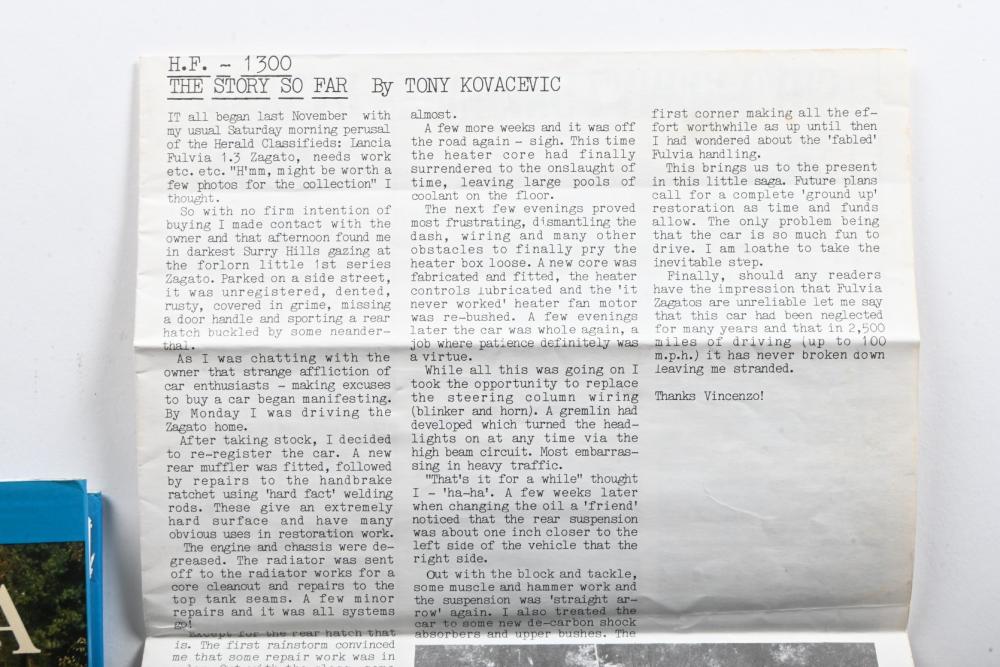 H.F. ~ 1300
THE STORY SO FAR By TONY KOVACEVIC
IT all began last November with
my usual Saturday morning perusal
of the Herald Classifieds: Lancia
Fulvia 1.3 Zagato, needs work
etc. etc. "H'mm, might be worth a
few photos for the collection" I
thought.
So with no firm intention of
buying I made contact with the
owner and that afternoon found me
in darkest Surry Hills gazing at
the forlorn little 1st series
Zagato. Parked on a side street,
it was unregistered, dented,
rusty, covered in grime, missing
a door handle and sporting a rear
hatch buckled by some neander-
thal.
As I was chatting with the
owner that strange affliction of
car enthusiasts - making excuses
to buy a car began manifesting.
By Monday I was driving the
Zagato home.
After taking stock, I decided
to re-register the car. A new
rear muffler was fitted, followed
by repairs to the handbrake
ratchet using 'hard fact' welding
rods. These give an extremely
hard surface and have many
obvious uses in restoration work.
The engine and chassis were de-
greased. The radiator was sent
off to the radiator works for a
core cleanout and repairs to the
top tank seams. A few minor
repairs and it was all systems
go!
Except for the rear hatch that
is. The first rainstorm convinced
me that some repair work was in
almost.
A few more weeks and it was off
the road again - sigh. This time
the heater core had finally
surrendered to the onslaught of
time, leaving large pools of
coolant on the floor.
The next few evenings proved
most frustrating, dismantling the
dash, wiring and many other
obstacles to finally pry the
heater box loose. A new core was
fabricated and fitted, the heater
controls lubricated and the 'it
never worked' heater fan motor
was re-bushed. A few evenings
later the car was whole again, a
job where patience definitely was
a virtue.
While all this was going on I
took the opportunity to replace
the steering column wiring
(blinker and horn). A gremlin had
developed which turned the head-
lights on at any time via the
high beam circuit. Most embarras-
sing in heavy traffic.
"That's it for a while" thought
I - 'ha-ha'. A few weeks later
when changing the oil a 'friend'
noticed that the rear suspension
was about one inch closer to the
left side of the vehicle that the
right side.
Out with the block and tackle,
some muscle and hammer work and
the suspension was 'straight ar-
row' again. I also treated the
car to some new de-carbon shock
absorbers and upper bushes. The
first corner making all the ef-
fort worthwhile as up until then
I had wondered about the 'fabled'
Fulvia handling.
This brings us to the present
in this little saga. Future plans
call for a complete 'ground up'
restoration as time and funds
allow. The only problem being
that the car is so much fun to
drive. I am loathe to take the
inevitable step.
Finally, should any readers
have the impression that Fulvia
Zagatos are unreliable let me say
that this car had been neglected
for many years and that in 2,500
miles of driving (up to 100
m.p.h.) it has never broken down
leaving me stranded.
Thanks Vincenzo!
A